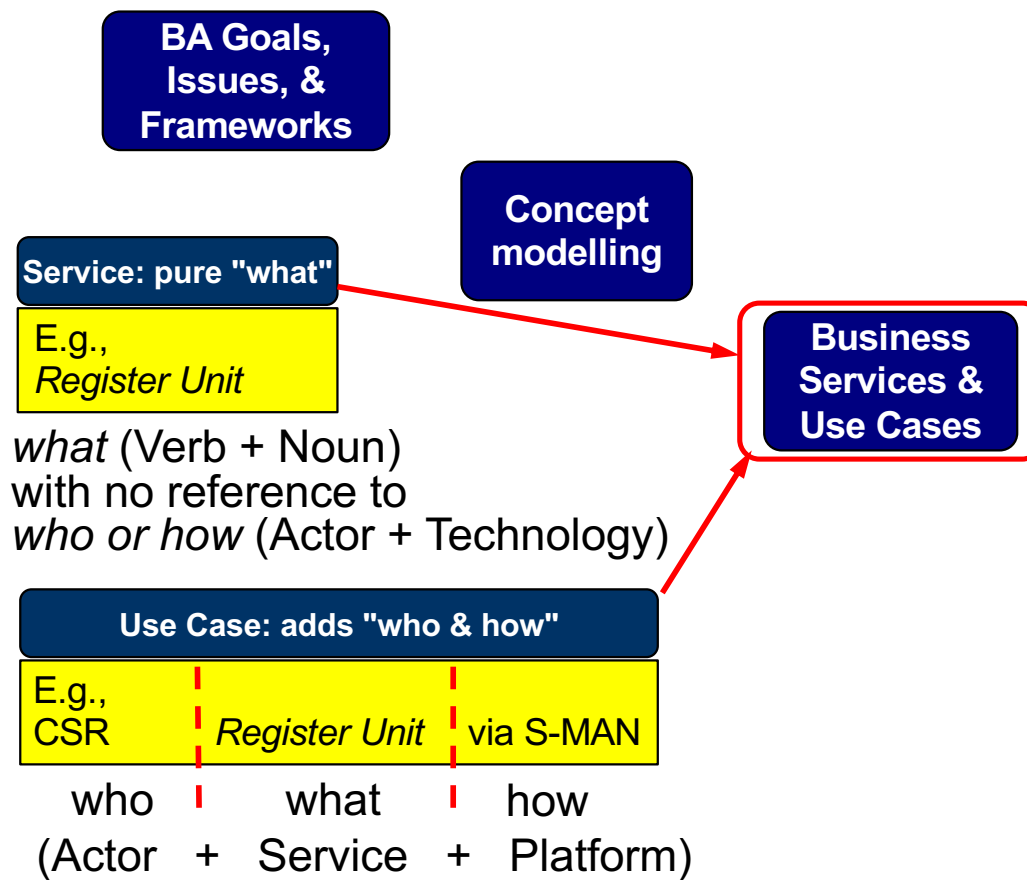 BA Goals,
Issues, &
Frameworks
Concept
modelling
Service: pure "what"
E.g.,
Register Unit
what (Verb + Noun)
with no reference to
who or how (Actor + Technology)
Business
Services &
Use Cases
Use Case: adds "who & how"
E.g.,
CSR Register Unit via S-MAN
who what how
(Actor + Service + Platform)